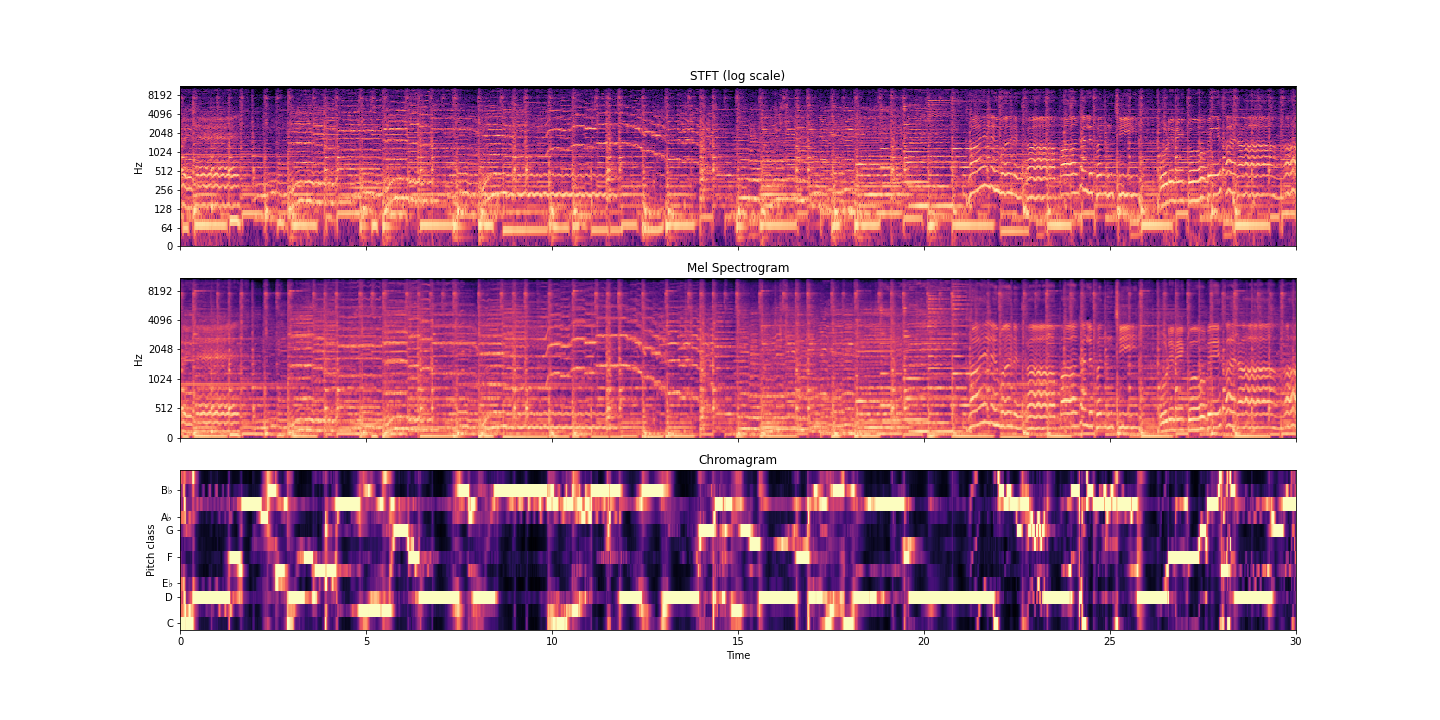 STFT (log scale)
8192
4096
2048
1024
512
256
128
64
0
Hz
Mel Spectrogram
8192
4096
2048
1024
512
0
Hz
Chromagram
B♭
A♭
G
F
E♭
D
C
Pitch class
0 5 10 15 20 25 30
Time